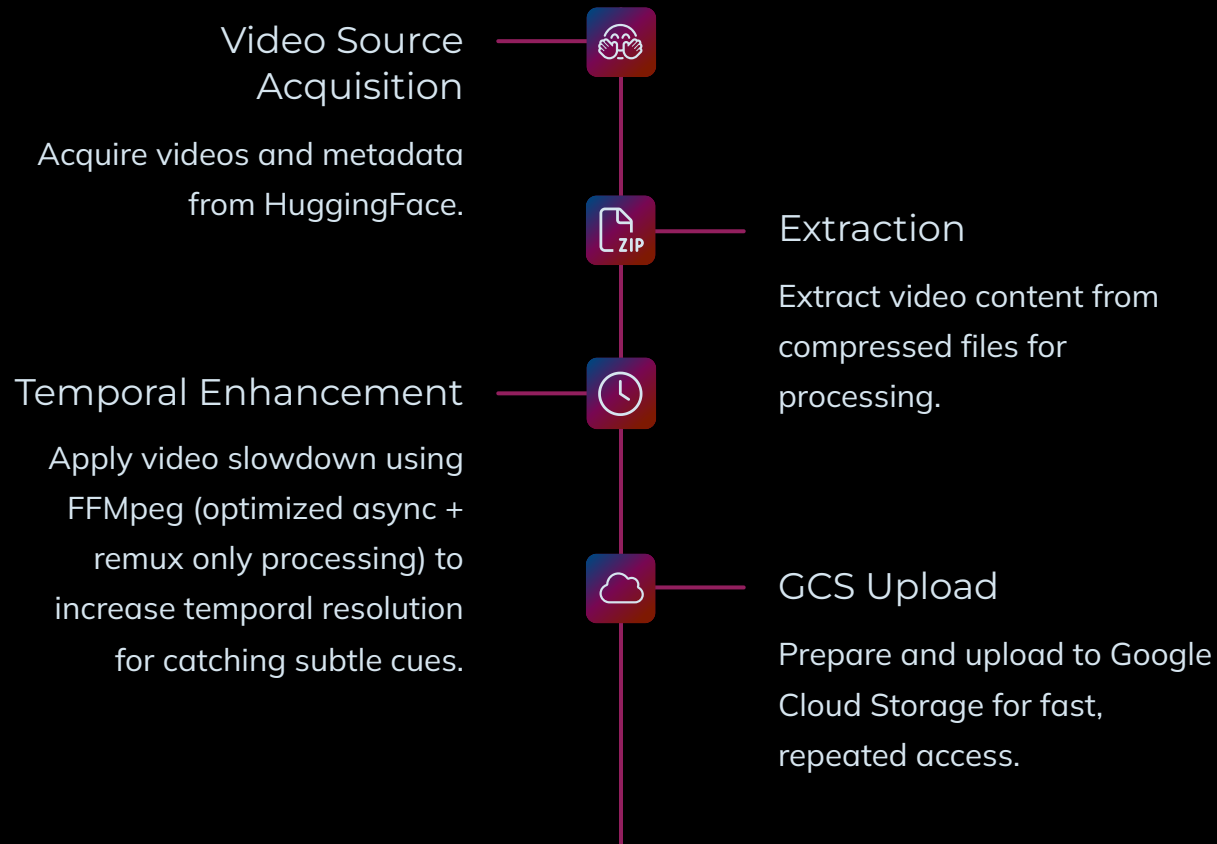 Video Source
Acquisition
Acquire videos and metadata
from HuggingFace.
ZIP
Extraction
Extract video content from
compressed files for
processing.
Temporal Enhancement
Apply video slowdown using
FFMpeg (optimized async +
remux only processing) to
increase temporal resolution
for catching subtle cues.
GCS Upload
Prepare and upload to Google
Cloud Storage for fast,
repeated access.